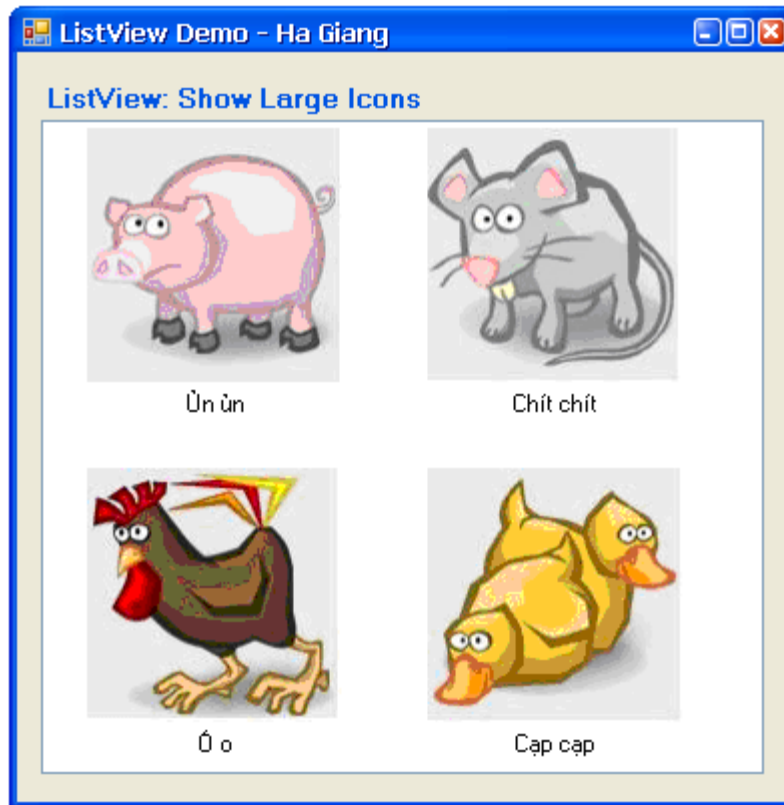 ListView Demo - Ha Giang
ListView: Show Large Icons
Ủn ủn
Chít chít
Ó o
Cạp cạp